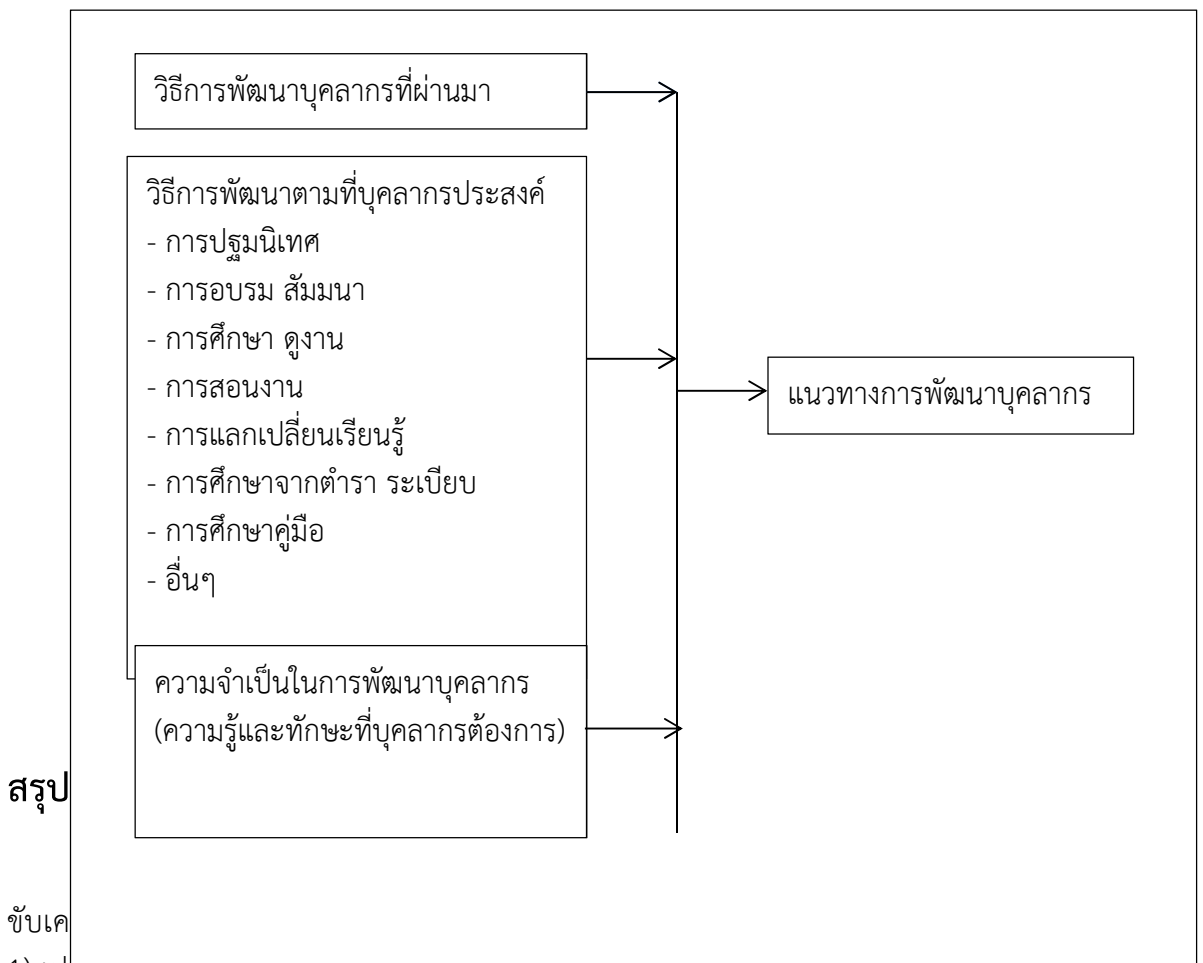 วิธีการพัฒนาบุคลากรที่ผ่านมา
วิธีการพัฒนาตามที่บุคลากรประสงค์
- การปฐมนิเทศ
- การอบรม สัมมนา
- การศึกษา ดูงาน
- การสอนงาน
- การแลกเปลี่ยนเรียนรู้
- การศึกษาจากตำรา ระเบียบ
- การศึกษาคู่มือ
- อื่นๆ
ความจำเป็นในการพัฒนาบุคลากร
(ความรู้และทักษะที่บุคลากรต้องการ)
แนวทางการพัฒนาบุคลากร
สรุป
ขับเค